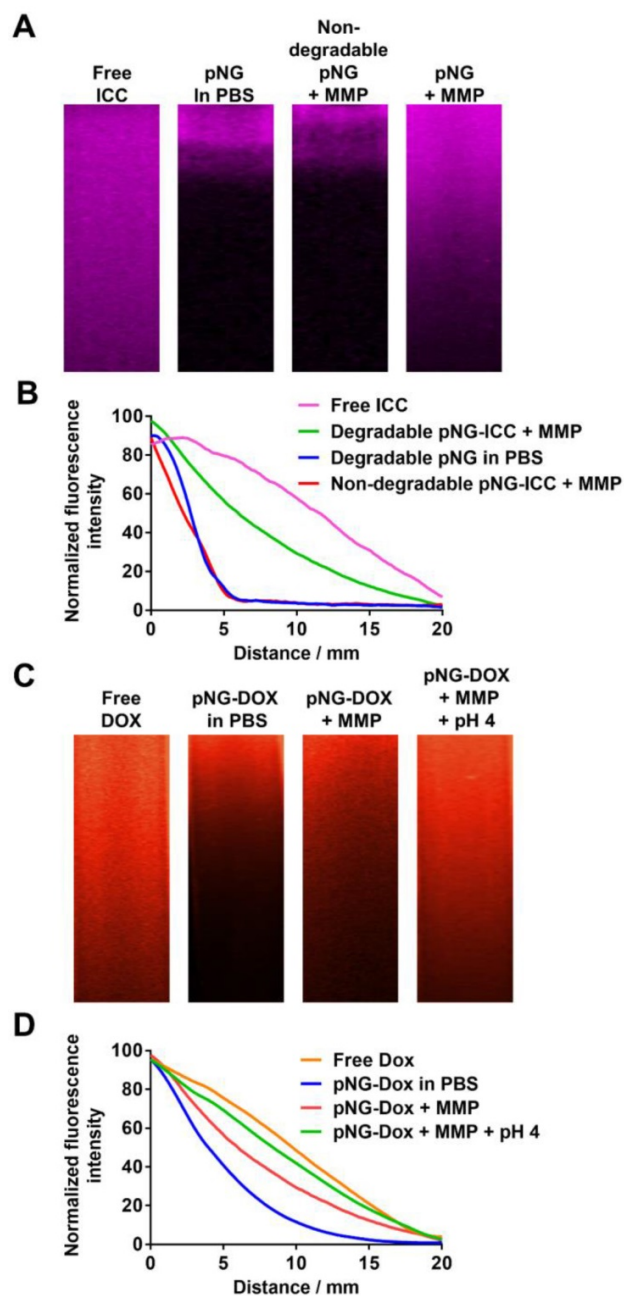 A
Free
ICC
pNG
In PBS
Non-
degradable
pNG
+ MMP
pNG
+ MMP
B
Normalized fluorescence
intensity
100
80
60
40
20
0
0
5
10
15
20
Distance / mm
Free ICC
Degradable pNG-ICC + MMP
Degradable pNG in PBS
Non-degradable pNG-ICC + MMP
C
Free
DOX
pNG-DOX
in PBS
pNG-DOX
+ MMP
pNG-DOX
+ MMP
+ pH 4
D
Normalized fluorescence
intensity
100
80
60
40
20
0
0
5
10
15
20
Distance / mm
Free Dox
pNG-Dox in PBS
pNG-Dox + MMP
pNG-Dox + MMP + pH 4